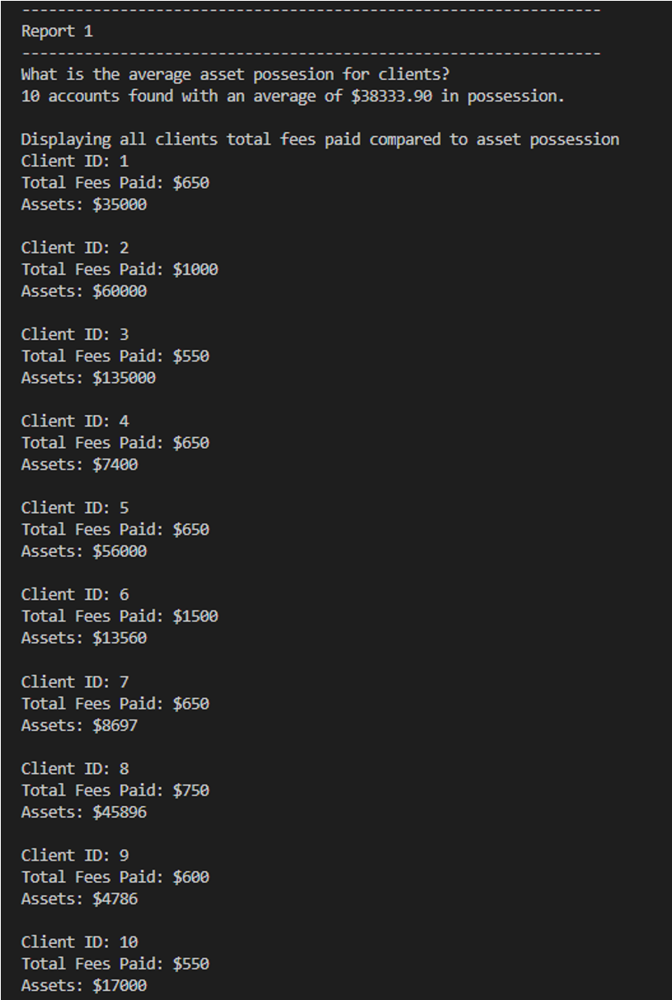 -----------------------------------------------------------------
Report 1
-----------------------------------------------------------------
What is the average asset possesion for clients?
10 accounts found with an average of $38333.90 in possession.

Displaying all clients total fees paid compared to asset possession
Client ID: 1
Total Fees Paid: $650
Assets: $35000

Client ID: 2
Total Fees Paid: $1000
Assets: $60000

Client ID: 3
Total Fees Paid: $550
Assets: $135000

Client ID: 4
Total Fees Paid: $650
Assets: $7400

Client ID: 5
Total Fees Paid: $650
Assets: $56000

Client ID: 6
Total Fees Paid: $1500
Assets: $13560

Client ID: 7
Total Fees Paid: $650
Assets: $8697

Client ID: 8
Total Fees Paid: $750
Assets: $45896

Client ID: 9
Total Fees Paid: $600
Assets: $4786

Client ID: 10
Total Fees Paid: $550
Assets: $17000